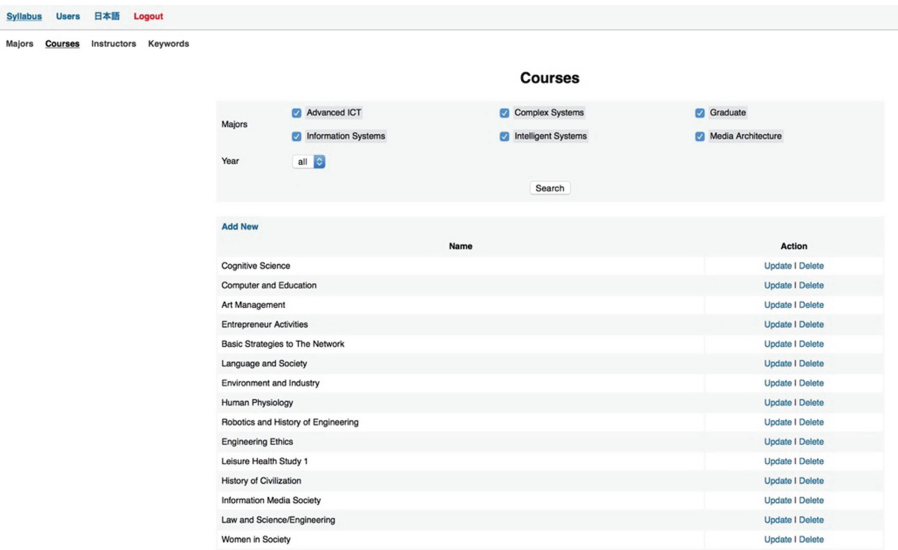 Syllabus Users 日本語 Logout
Majors Courses Instructors Keywords
Courses
Majors
Advanced ICT Complex Systems Graduate
Information Systems Intelligent Systems Media Architecture
Year all
Search
Add New
Name Action
Cognitive Science Update | Delete
Computer and Education Update | Delete
Art Management Update | Delete
Entrepreneur Activities Update | Delete
Basic Strategies to The Network Update | Delete
Language and Society Update | Delete
Environment and Industry Update | Delete
Human Physiology Update | Delete
Robotics and History of Engineering Update | Delete
Engineering Ethics Update | Delete
Leisure Health Study 1 Update | Delete
History of Civilization Update | Delete
Information Media Society Update | Delete
Law and Science/Engineering Update | Delete
Women in Society Update | Delete